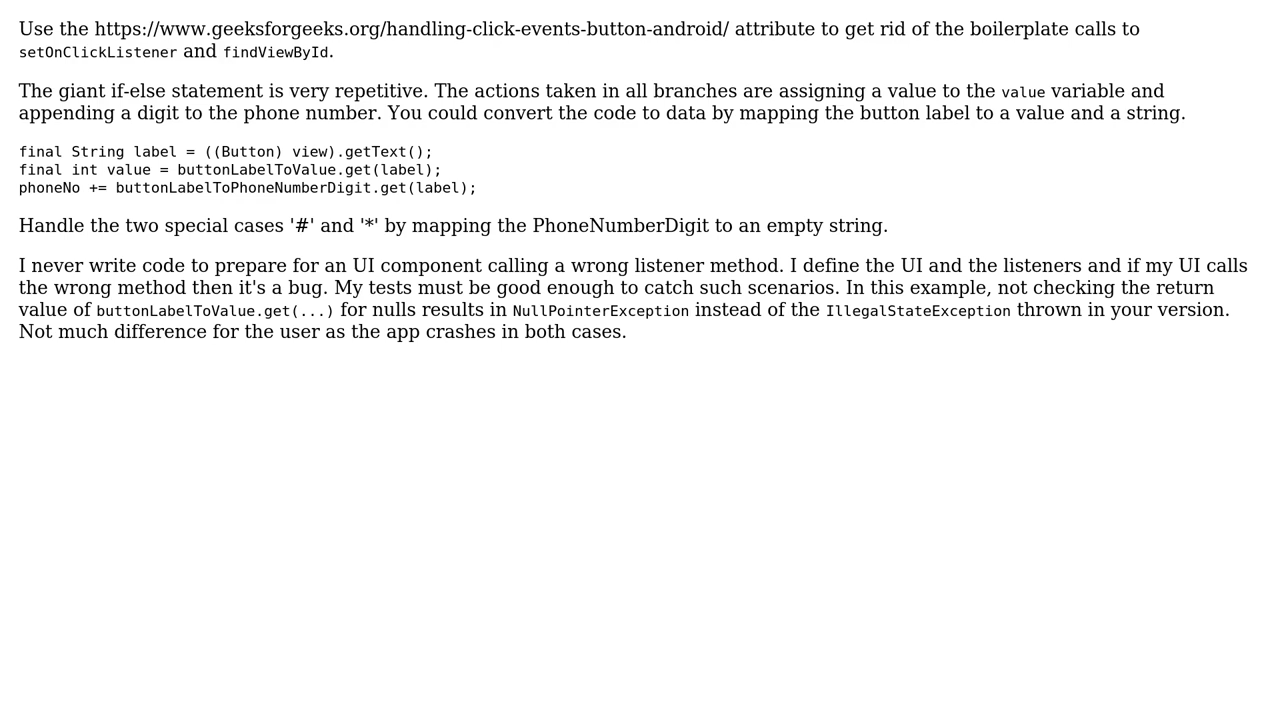 Use the https://www.geeksforgeeks.org/handling-click-events-button-android/ attribute to get rid of the boilerplate calls to
setOnClickListener and findViewById.
The giant if-else statement is very repetitive. The actions taken in all branches are assigning a value to the value variable and
appending a digit to the phone number. You could convert the code to data by mapping the button label to a value and a string.
final String label = ((Button) view).getText();
final int value = buttonLabelToValue.get(label);
phoneNo += buttonLabelToPhoneNumberDigit.get(label);
Handle the two special cases '#' and '*' by mapping the PhoneNumberDigit to an empty string.
I never write code to prepare for an UI component calling a wrong listener method. I define the UI and the listeners and if my UI calls
the wrong method then it's a bug. My tests must be good enough to catch such scenarios. In this example, not checking the return
value of buttonLabelToValue.get(...) for nulls results in NullPointerException instead of the IllegalStateException thrown in your version.
Not much difference for the user as the app crashes in both cases.